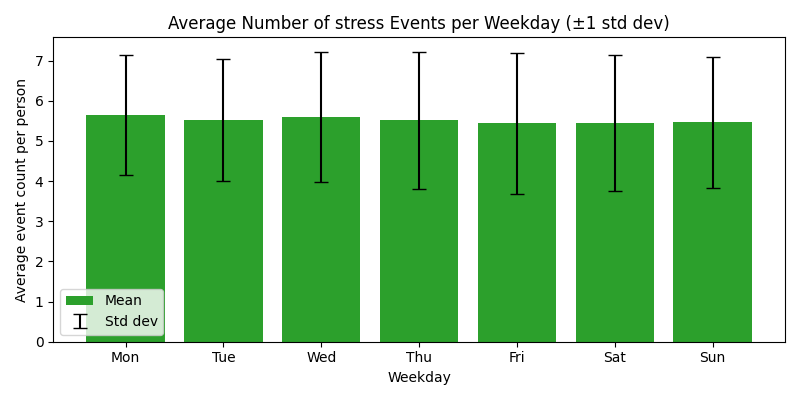 Average Number of stress Events per Weekday (±1 std dev)
Average event count per person
7
6
5
4
3
2
1
0
Mean
Std dev
Mon Tue Wed Thu Fri Sat Sun
Weekday